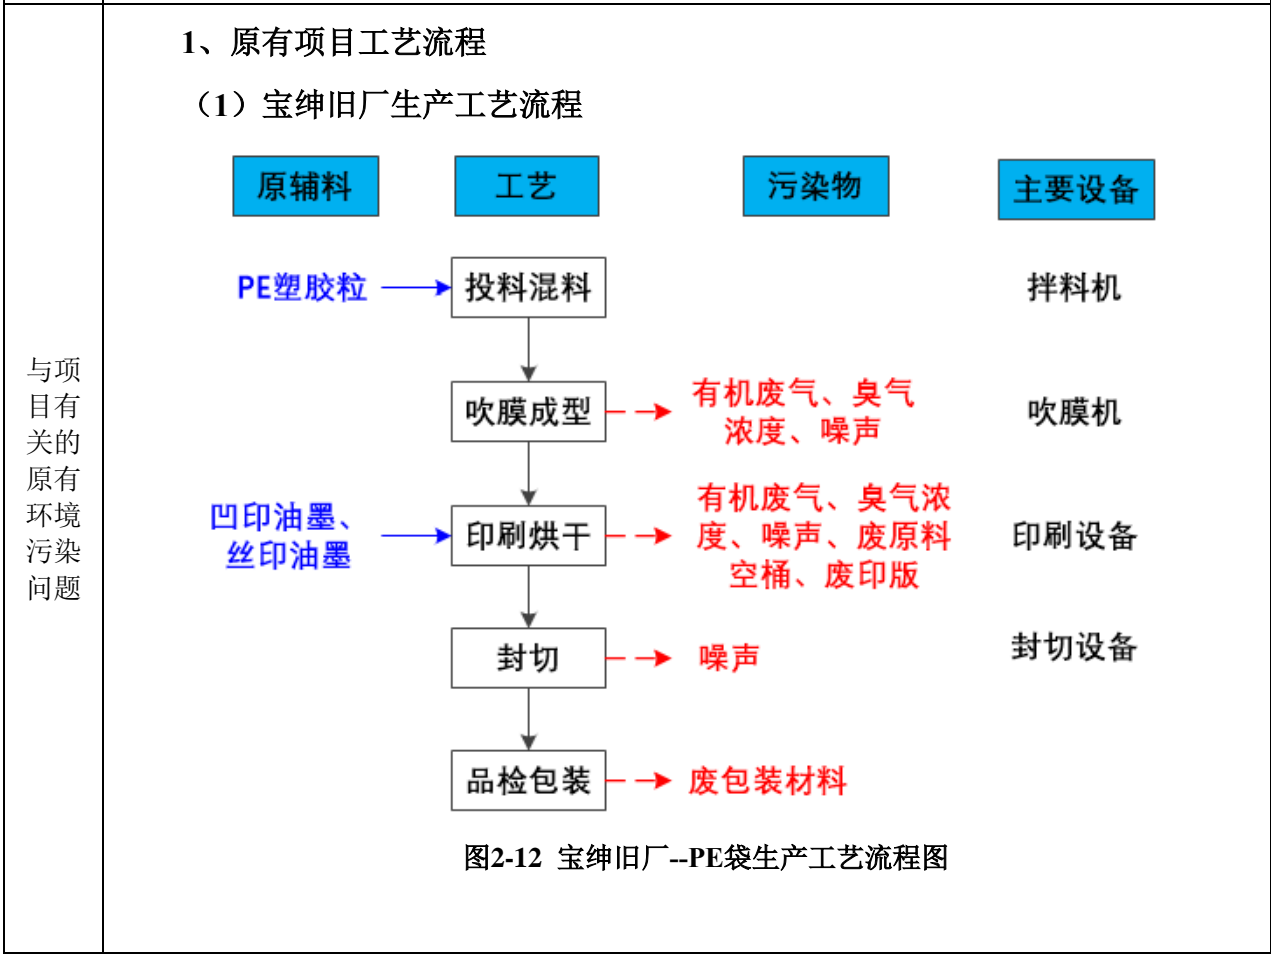 与项
目有
关的
原有
环境
污染
问题
1、原有项目工艺流程
（1）宝绅旧厂生产工艺流程
原辅料 工艺 污染物 主要设备
PE塑胶粒 投料混料 拌料机
吹膜成型 有机废气、臭气
浓度、噪声 吹膜机
凹印油墨、
丝印油墨 印刷烘干 有机废气、臭气浓
度、噪声、废原料
空桶、废印版 印刷设备
封切 噪声 封切设备
品检包装 废包装材料
图2-12 宝绅旧厂--PE袋生产工艺流程图